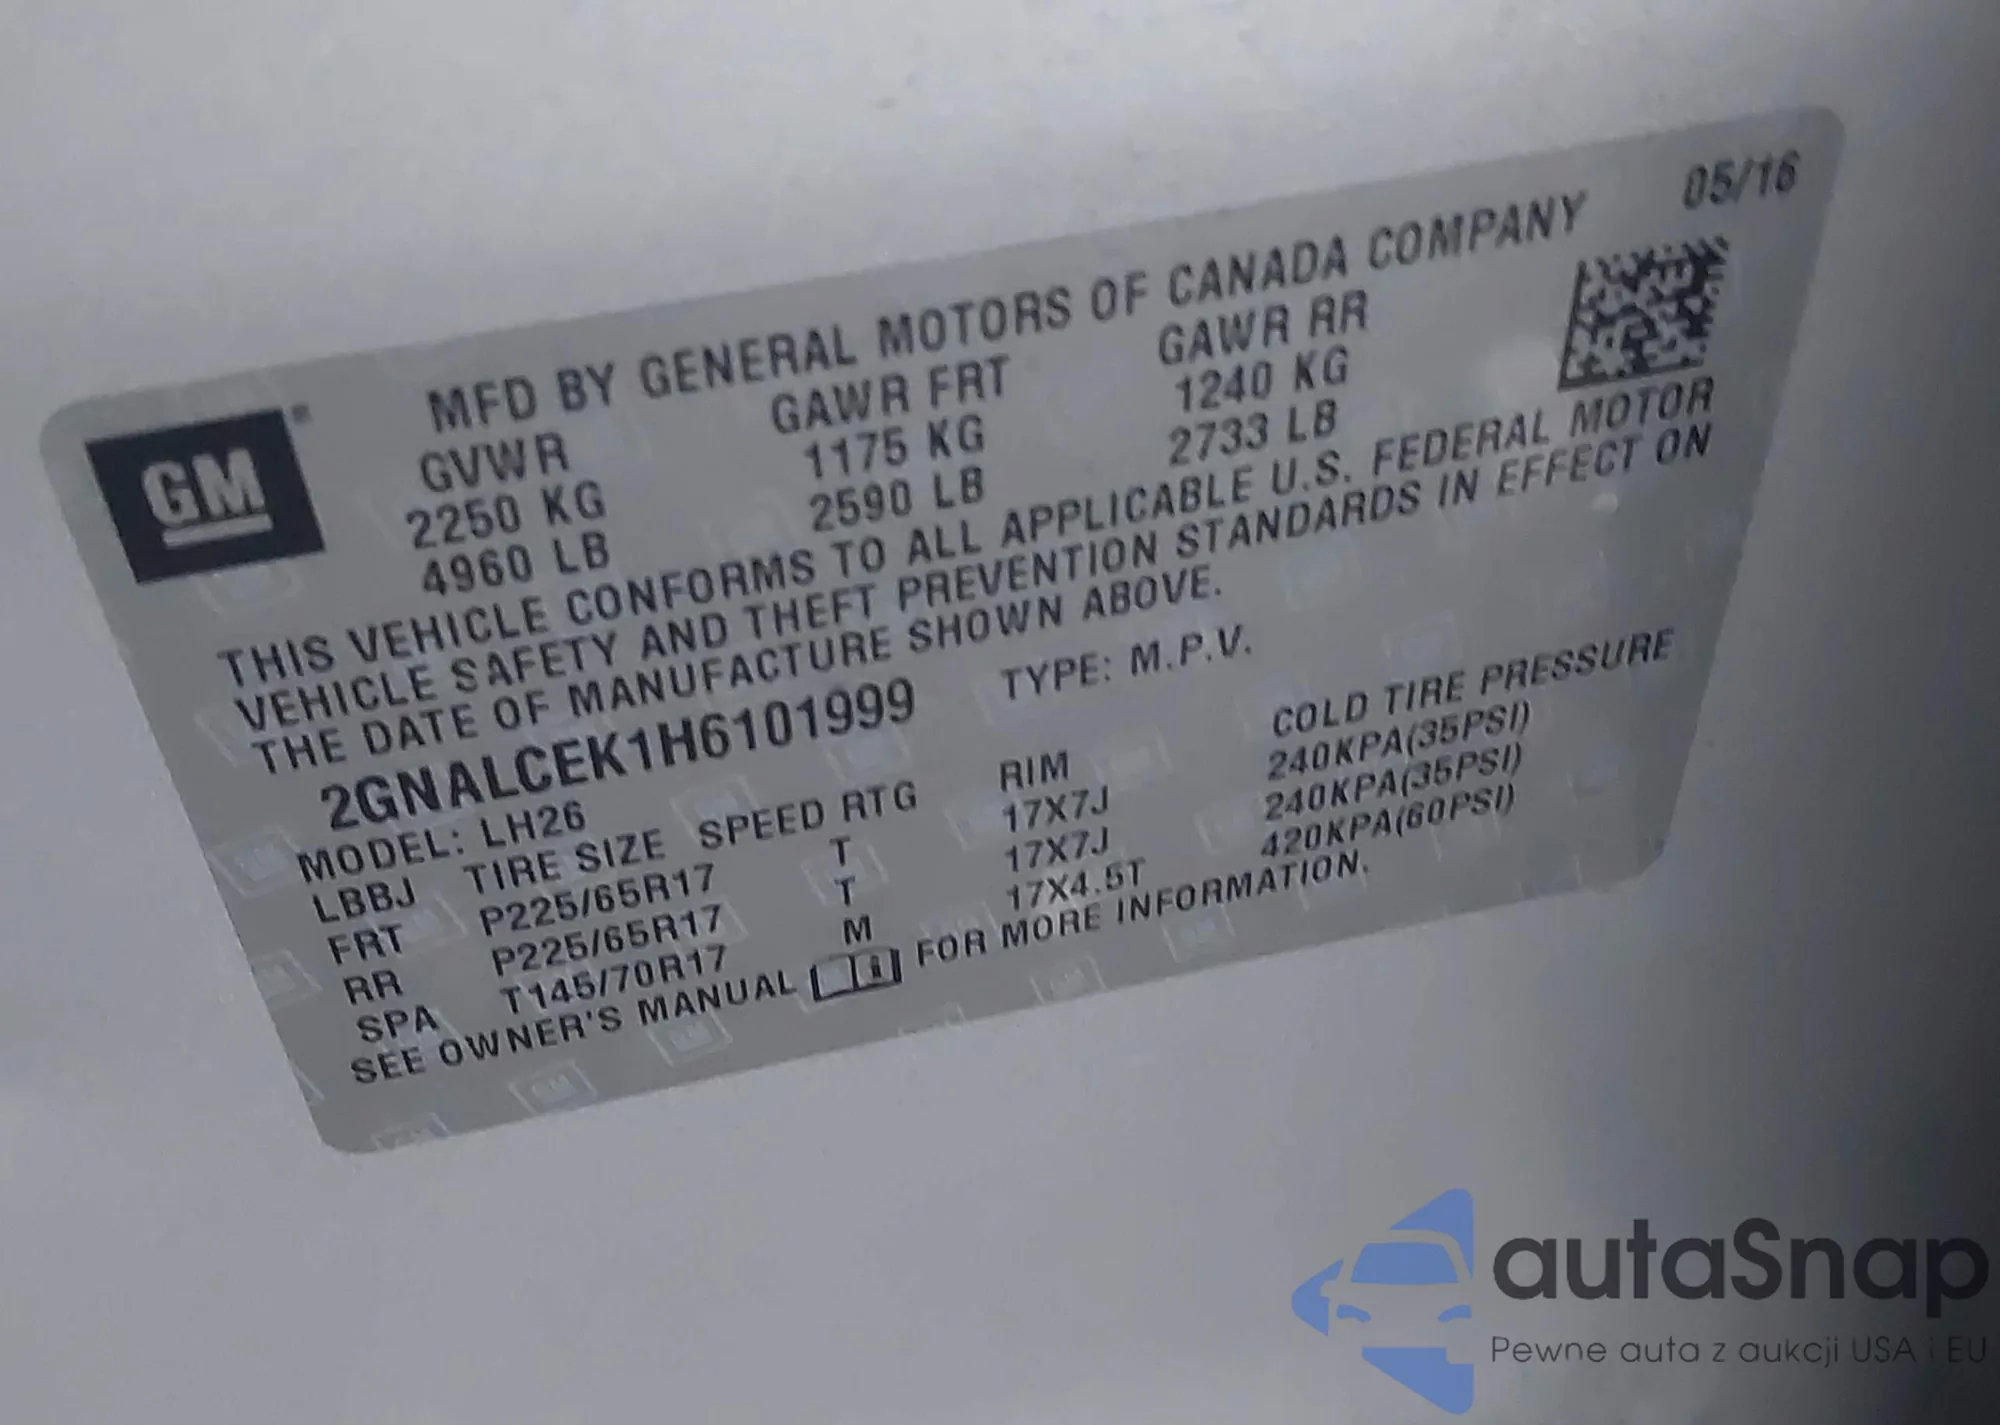 05/16
MFD BY GENERAL MOTORS OF CANADA COMPANY
GM
GVWR GAWR FRT GAWR RR
2250 KG 1175 KG 1240 KG
4960 LB 2590 LB 2733 LB
THIS VEHICLE CONFORMS TO ALL APPLICABLE U.S. FEDERAL MOTOR
VEHICLE SAFETY AND THEFT PREVENTION STANDARDS IN EFFECT ON
THE DATE OF MANUFACTURE SHOWN ABOVE.
2GNALCEK1H6101999 TYPE: M.P.V.
MODEL: LH26
LBBJ TIRE SIZE SPEED RTG RIM COLD TIRE PRESSURE
FRT P225/65R17 T 17X7J 240KPA(35PSI)
RR P225/65R17 T 17X7J 240KPA(35PSI)
SPA T145/70R17 M 17X4.5T 420KPA(60PSI)
SEE OWNER'S MANUAL FOR MORE INFORMATION.
autaSnap
Pewne auta z aukcji USA i EU